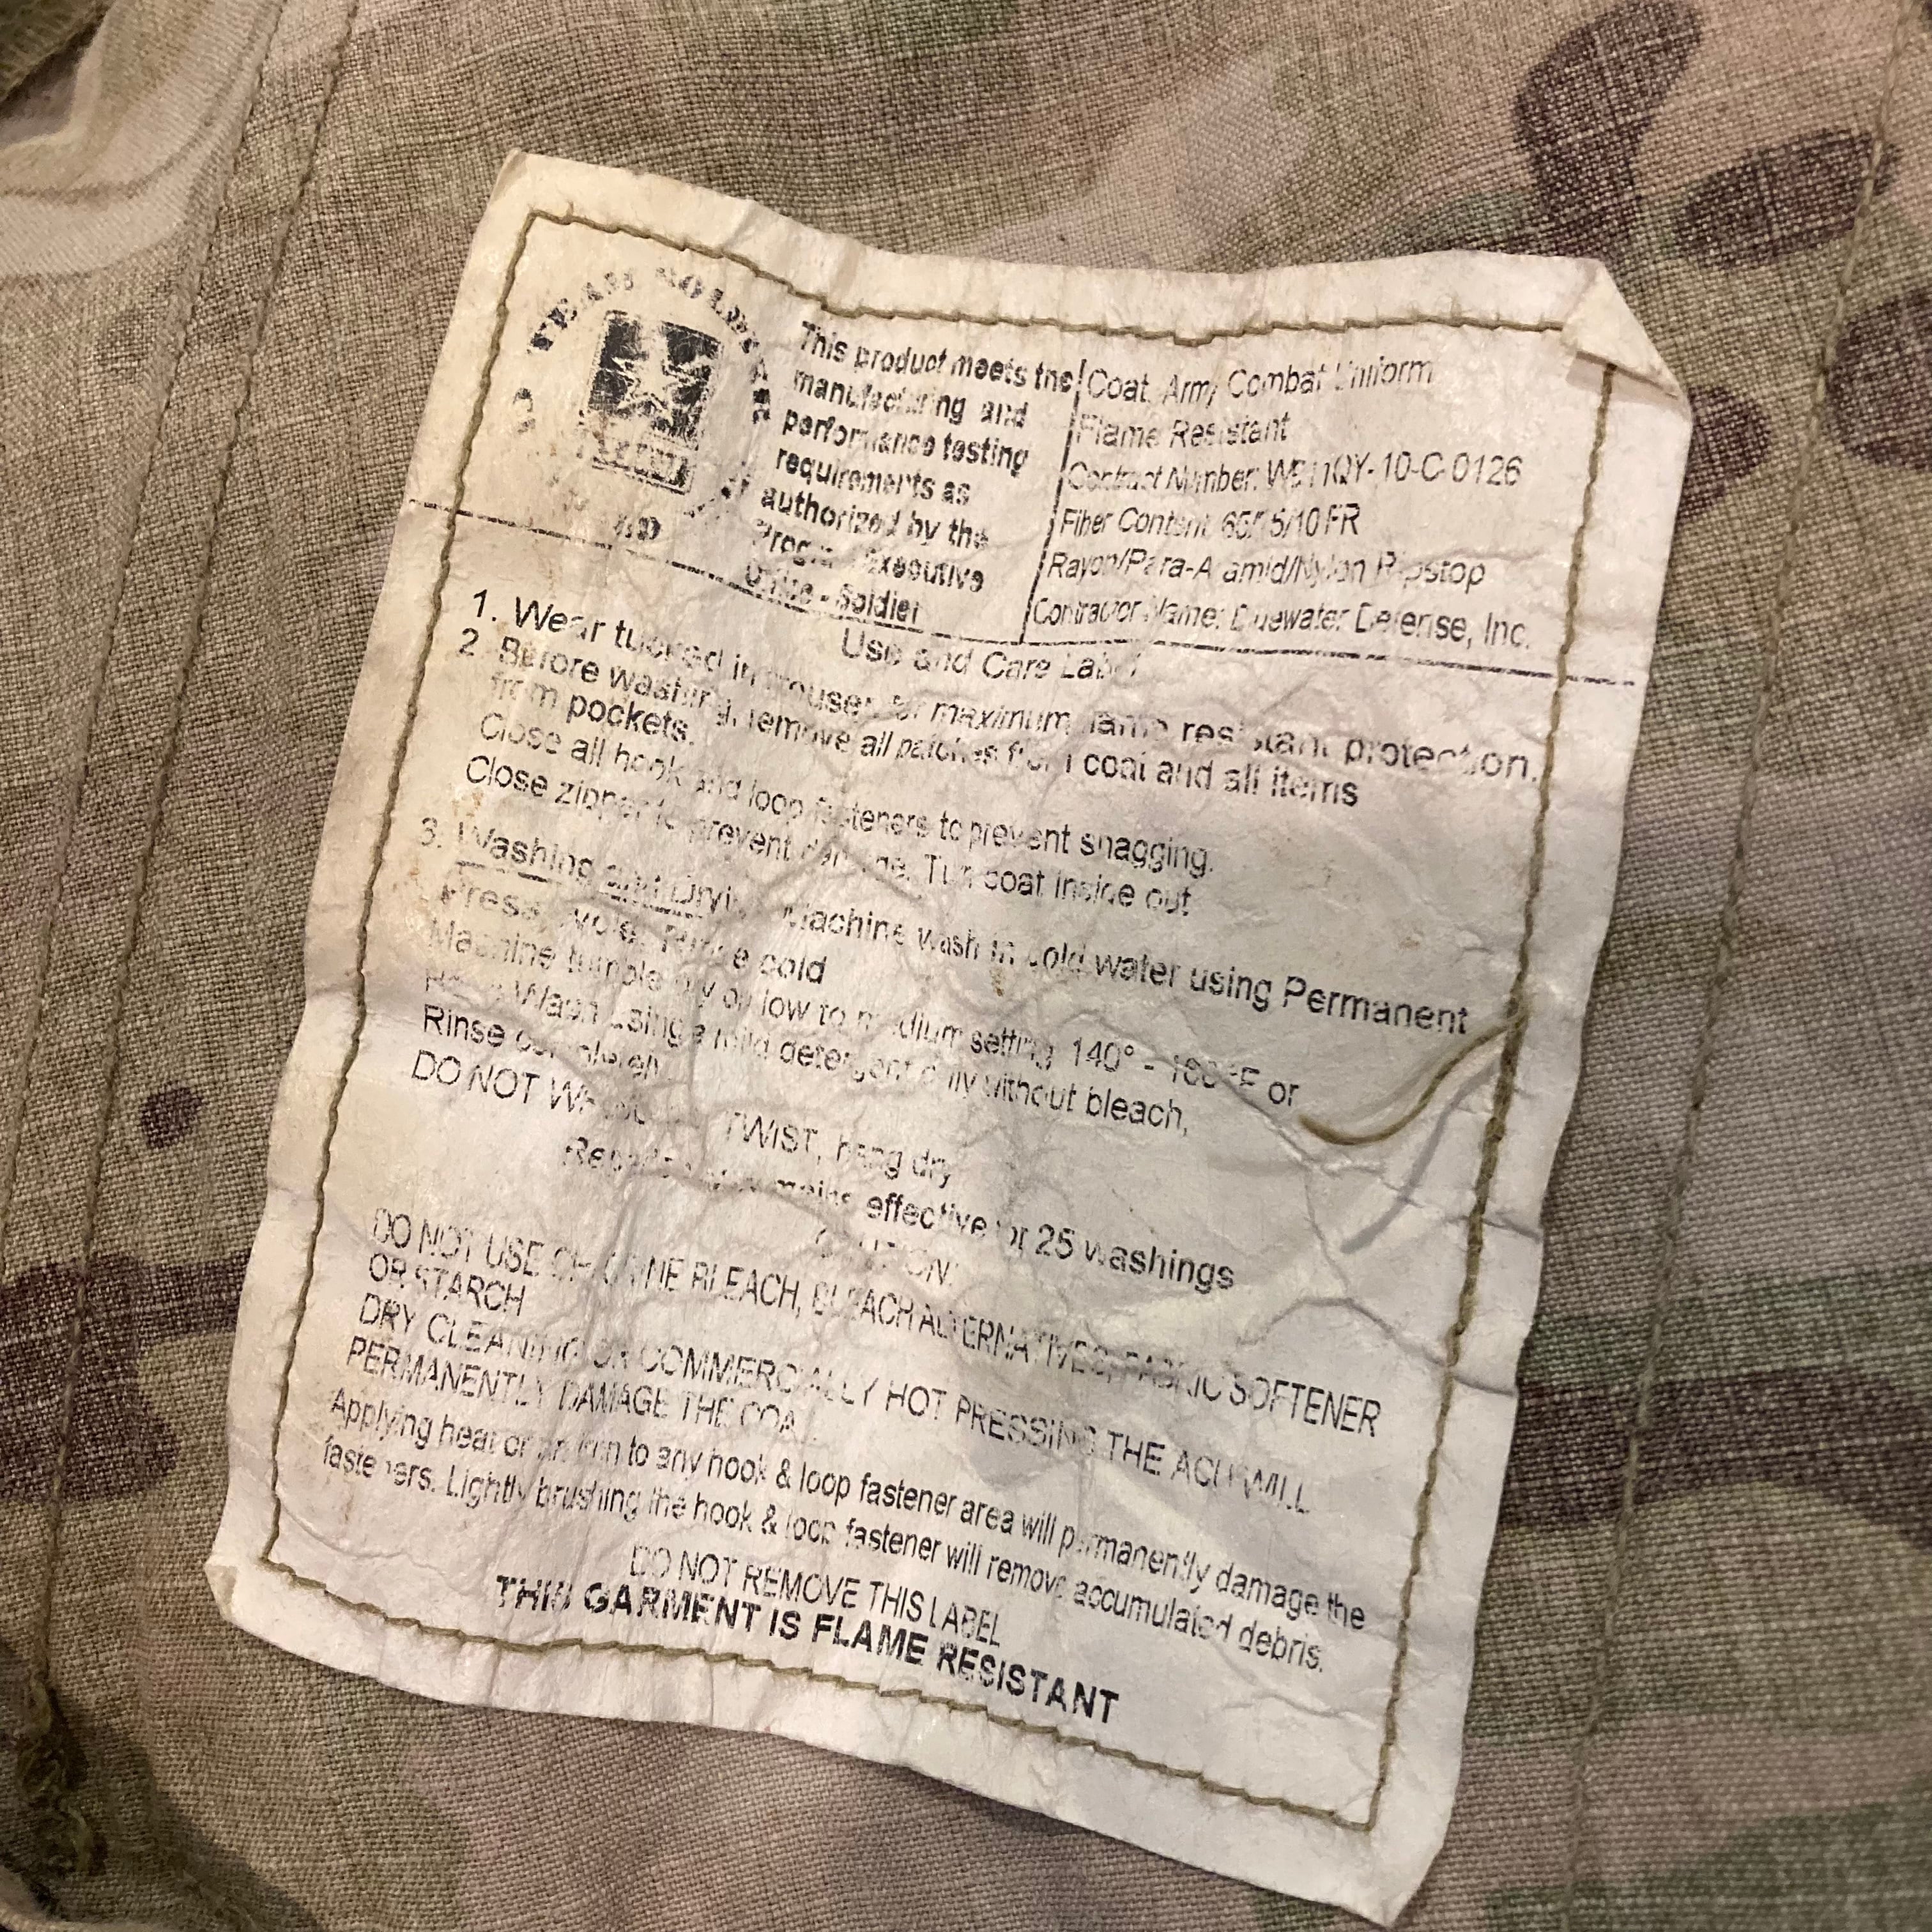 TEAM SOLDIER
This product meets the
manufacturing and
performance testing
requirements as
authorized by the
Program Executive
Office - Soldier
Coat, Army Combat Uniform
Flame Resistant
Contract Number: W911QY-10-C-0126
Fiber Content: 65/25/10 FR
Rayon/Para-Aramid/Nylon Ripstop
Contractor Name: Bluewater Defense, Inc.
Use and Care Label
1. Wear tucked in trousers for maximum flame resistant protection.
2. Before washing, remove all patches from coat and all items
from pockets.
Close all hook and loop fasteners to prevent snagging.
Close zipper to prevent damage. Turn coat inside out.
3. Washing and Drying: Machine wash in cold water using Permanent
Press cycle. Rinse cold
Machine tumble dry on low to medium setting, 140° - °F or
Hand Wash using a mild detergent only without bleach,
Rinse completely
DO NOT WRING OR TWIST, hang dry
remains effective for 25 washings
CAUTION:
DO NOT USE CHLORINE BLEACH, BLEACH ALTERNATIVES, FABRIC SOFTENER
OR STARCH
DRY CLEANING OR COMMERCIALLY HOT PRESSING THE ACU WILL
PERMANENTLY DAMAGE THE COAT
Applying heat or an iron to any hook & loop fastener area will permanently damage the
fasteners. Lightly brushing the hook & loop fastener will remove accumulated debris.
DO NOT REMOVE THIS LABEL
THIS GARMENT IS FLAME RESISTANT